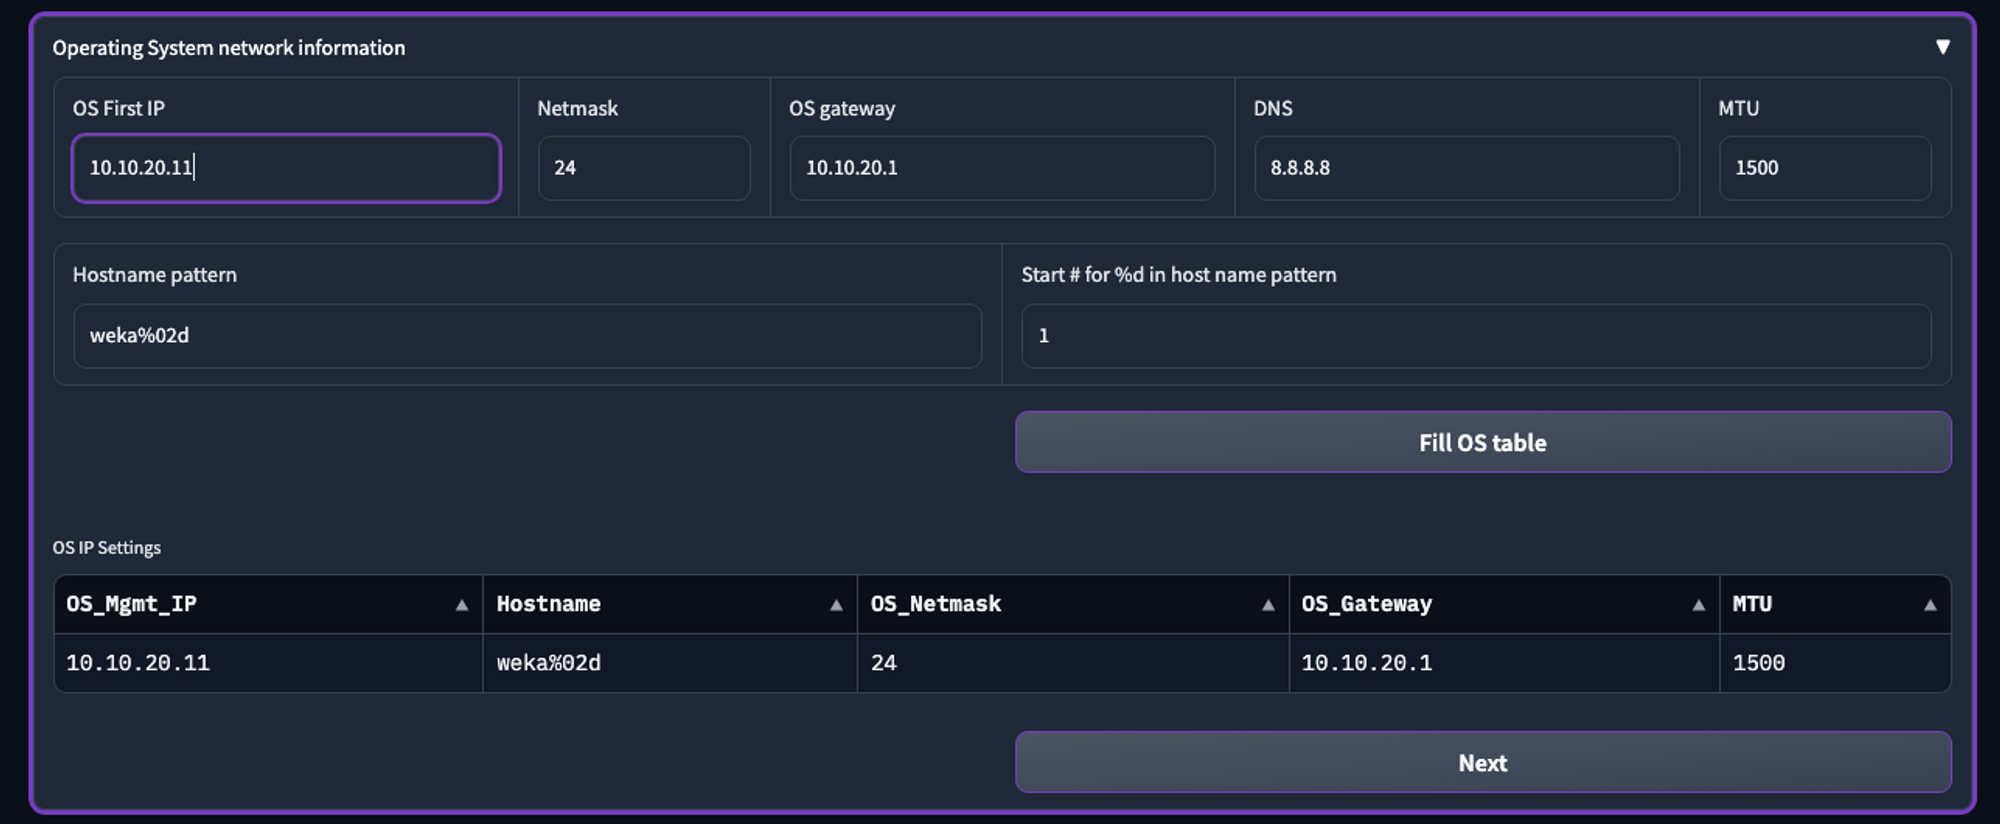 Operating System network information ▼
OS First IP Netmask OS gateway DNS MTU
10.10.20.11 24 10.10.20.1 8.8.8.8 1500
Hostname pattern Start # for %d in host name pattern
weka%02d 1
Fill OS table
OS IP Settings
OS_Mgmt_IP ▲ Hostname ▲ OS_Netmask ▲ OS_Gateway ▲ MTU ▲
10.10.20.11 weka%02d 24 10.10.20.1 1500
Next